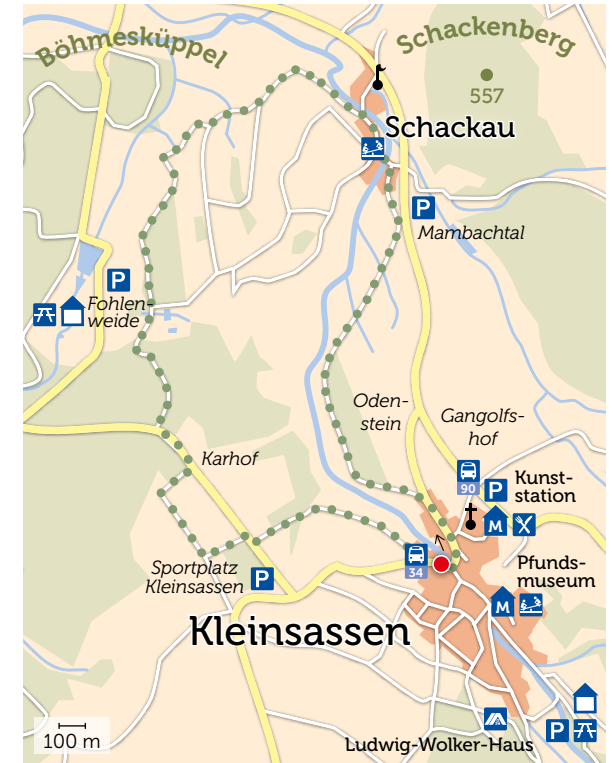 Böhmesküppel
Schackenberg
557
Schackau
P
Mambachtal
P
Fohlen-
weide
Oden-
stein
Gangolfs-
hof
Karhof
90
P
Kunst-
station
M
34
Sportplatz
Kleinsassen
P
Pfunds-
museum
M
Kleinsassen
P
100 m
Ludwig-Wolker-Haus